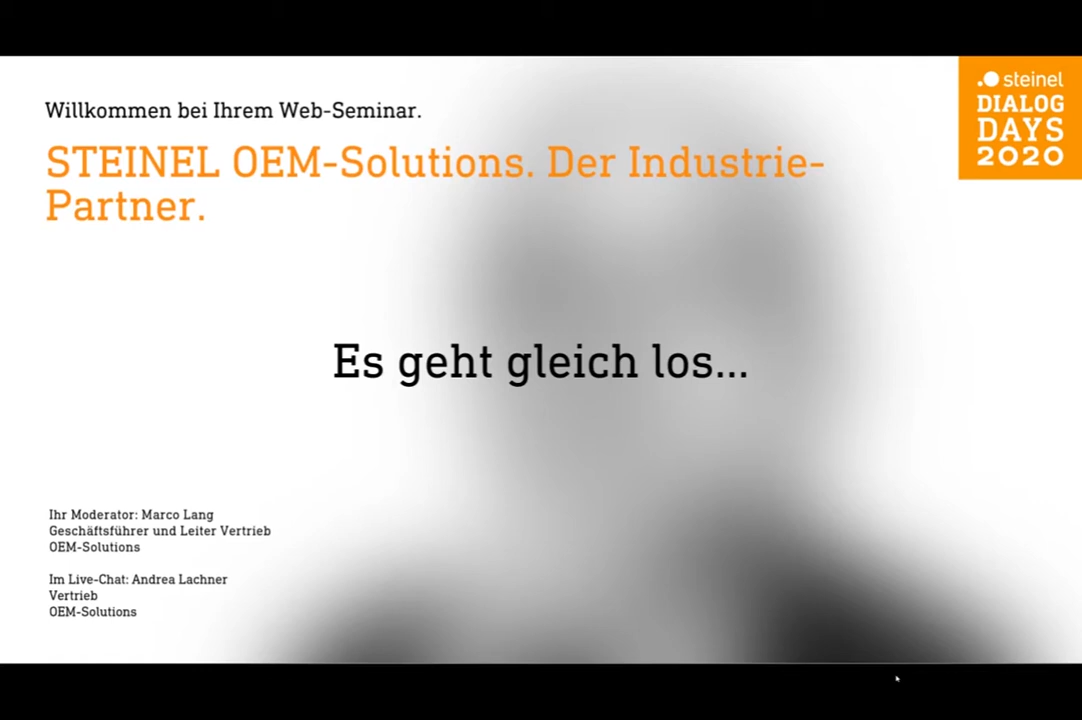 Willkommen bei Ihrem Web-Seminar.
STEINEL OEM-Solutions. Der Industrie-
Partner.
steinel
DIALOG
DAYS
2020
Es geht gleich los...
Ihr Moderator: Marco Lang
Geschäftsführer und Leiter Vertrieb
OEM-Solutions
Im Live-Chat: Andrea Lachner
Vertrieb
OEM-Solutions